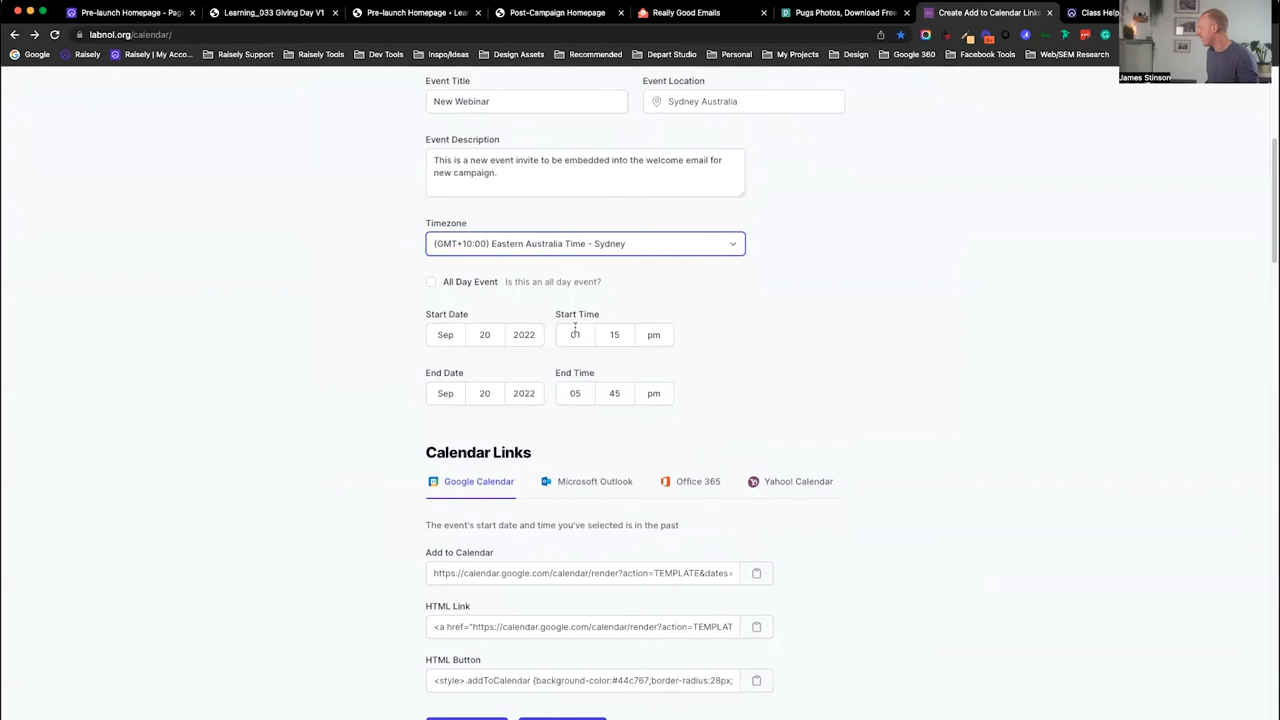 Pre-launch Homepage - Page
Learning_033 Giving Day V1
Pre-launch Homepage • Lear
Post-Campaign Homepage
Really Good Emails
Pugs Photos, Download Free
Create Add to Calendar Links
Class Help
labnol.org/calendar/
Google
Raisely
Raisely | Acco...
Raisely Support
Raisely Tools
Dev Tools
Inspo/Ideas
Design Assets
Recommended
Depart Studio
Personal
My Projects
Design
Google 360
Facebook Tools
Web/SEM Research
James Stinson
Event Title
Event Location
New Webinar
Sydney Australia
Event Description
This is a new event invite to be embedded into the welcome email for
new campaign.
Timezone
(GMT+10:00) Eastern Australia Time - Sydney
All Day Event Is this an all day event?
Start Date
Start Time
Sep 20 2022
01 15 pm
End Date
End Time
Sep 20 2022
05 45 pm
Calendar Links
Google Calendar
Microsoft Outlook
Office 365
Yahoo! Calendar
The event's start date and time you've selected is in the past
Add to Calendar
https://calendar.google.com/calendar/render?action=TEMPLATE&dates=
HTML Link
<a href="https://calendar.google.com/calendar/render?action=TEMPLAT
HTML Button
<style>.addToCalendar {background-color:#44c767;border-radius:28px;